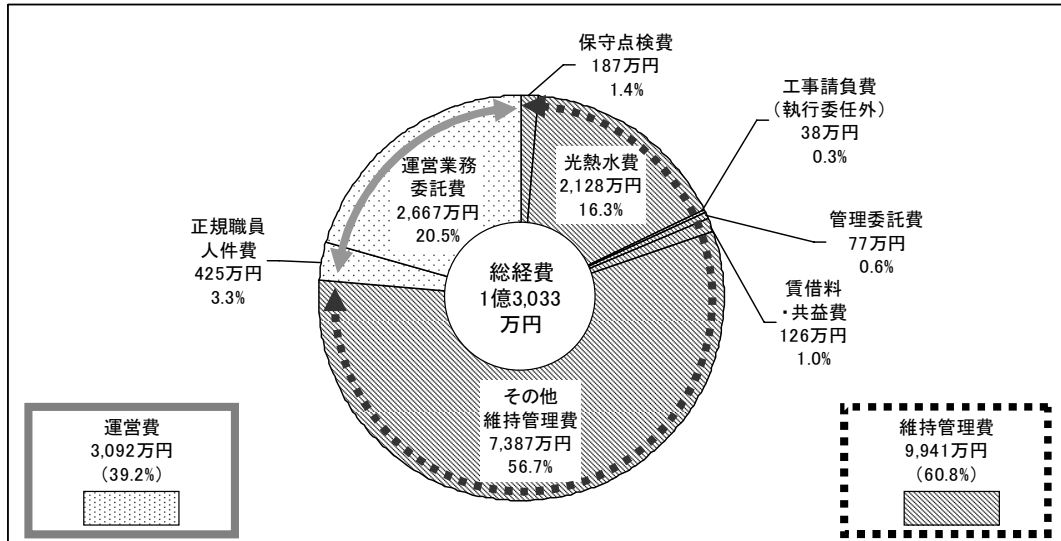 保守点検費
187万円
1.4%
工事請負費
（執行委任外）
38万円
0.3%
光熱水費
2,128万円
16.3%
運営業務
委託費
2,667万円
20.5%
管理委託費
77万円
0.6%
正規職員
人件費
425万円
3.3%
賃借料
・共益費
126万円
1.0%
総経費
1億3,033
万円
その他
維持管理費
7,387万円
56.7%
運営費
3,092万円
（39.2%）
維持管理費
9,941万円
（60.8%）